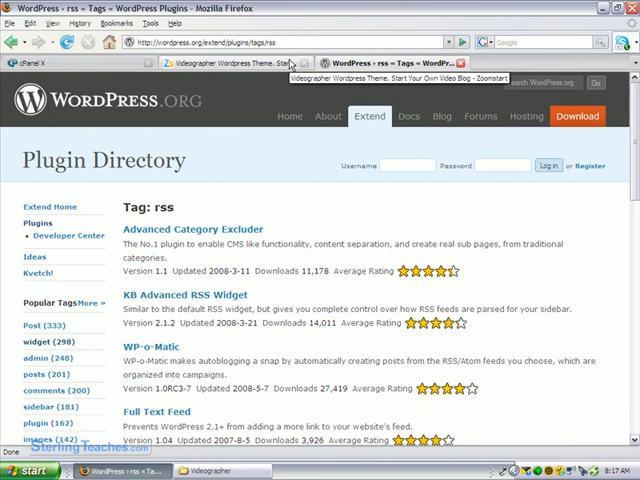 WordPress › rss « Tags « WordPress Plugins - Mozilla Firefox
File Edit View History Bookmarks Tools Help
http://wordpress.org/extend/plugins/tags/rss
Google
cPanel X
Videographer Wordpress Theme. Start
WordPress › rss « Tags « WordPr...
Videographer Wordpress Theme. Start Your Own Video Blog - Zoomstart
Search WordPress.org
Go
WORDPRESS.ORG
Home About Extend Docs Blog Forums Hosting Download
Plugin Directory
Username Password Log in or Register
Extend Home
Plugins
• Developer Center
Ideas
Kvetch!
Popular Tags More »
Post (333)
widget (298)
admin (248)
posts (201)
comments (200)
sidebar (181)
plugin (162)
images (142)
Tag: rss
Advanced Category Excluder
The No.1 plugin to enable CMS like functionality, content separation, and create real sub pages, from traditional
categories.
Version 1.1 Updated 2008-3-11 Downloads 11,178 Average Rating
KB Advanced RSS Widget
Similar to the default RSS widget, but gives you complete control over how RSS feeds are parsed for your sidebar.
Version 2.1.2 Updated 2008-3-21 Downloads 14,011 Average Rating
WP-o-Matic
WP-o-Matic makes autoblogging a snap by automatically creating posts from the RSS/Atom feeds you choose, which are
organized into campaigns.
Version 1.0RC3-7 Updated 2008-5-7 Downloads 27,419 Average Rating
Full Text Feed
Prevents WordPress 2.1+ from adding a more link to your website's feed.
Version 1.04 Updated 2007-8-5 Downloads 3,926 Average Rating
SterlingTeaches.com
Done
start
WordPress › rss « Ta...
Videographer
8:17 AM